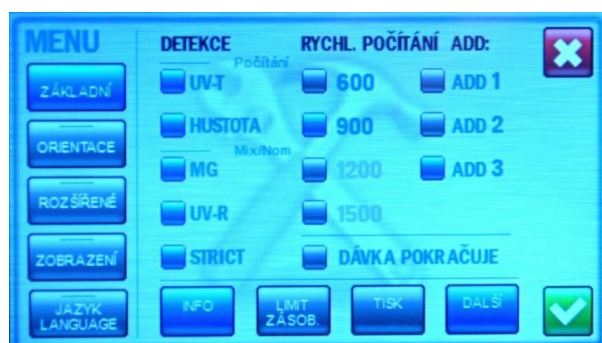 MENU
ZÁKLADNÍ
ORIENTACE
ROZŠÍŘENÉ
ZOBRAZENÍ
JAZYK
LANGUAGE
DETEKCE
Počítání
UV-T
HUSTOTA
Mix/Nom
MG
UV-R
STRICT
RYCHL. POČÍTÁNÍ
600
900
1200
1500
ADD:
ADD 1
ADD 2
ADD 3
DÁVKA POKRAČUJE
INFO
LIMIT
ZÁSOB.
TISK
DALŠÍ